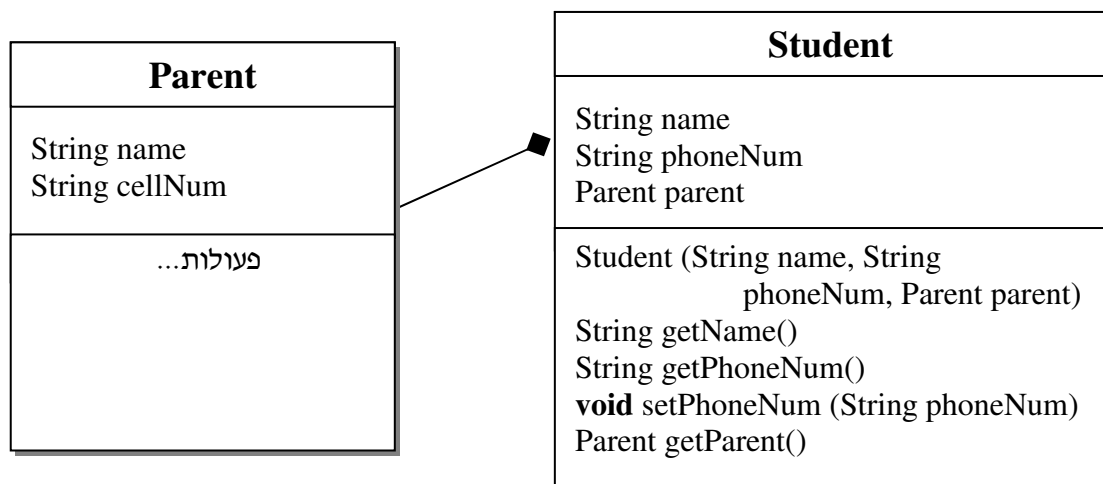 Parent
String name
String cellNum
פעולות...
Student
String name
String phoneNum
Parent parent
Student (String name, String
phoneNum, Parent parent)
String getName()
String getPhoneNum()
void setPhoneNum (String phoneNum)
Parent getParent()